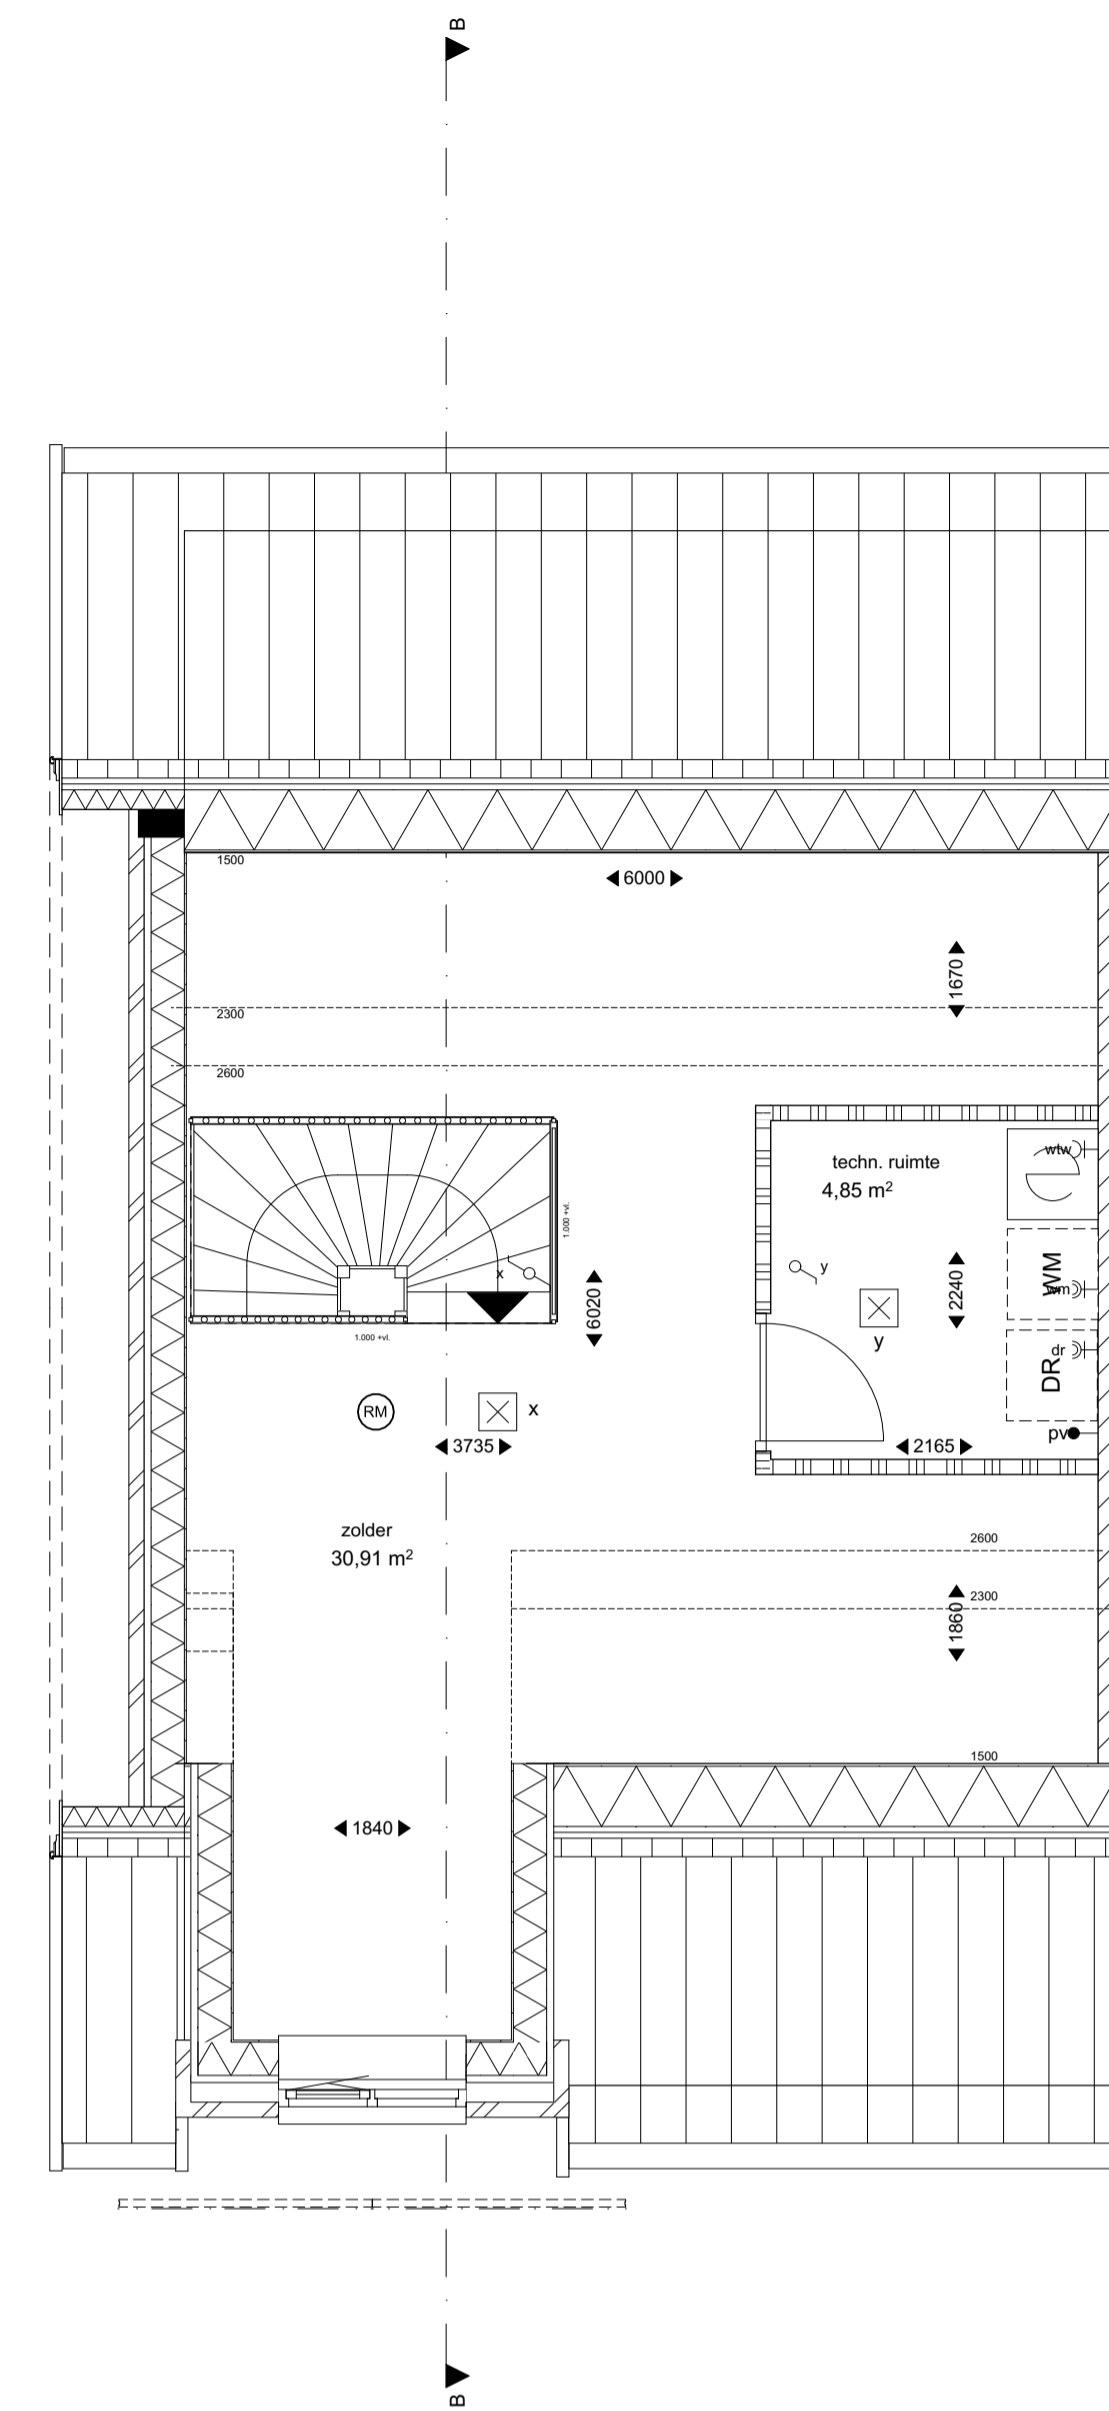 B
1500
6000
1670
2300
2600
techn. ruimte
4,85 m²
wtw
1.000 +vl.
x
y
WM
wm
2240
6020
1.000 +vl.
y
dr
DR
RM
x
pv
3735
2165
zolder
30,91 m²
2600
2300
1860
1500
1840
B